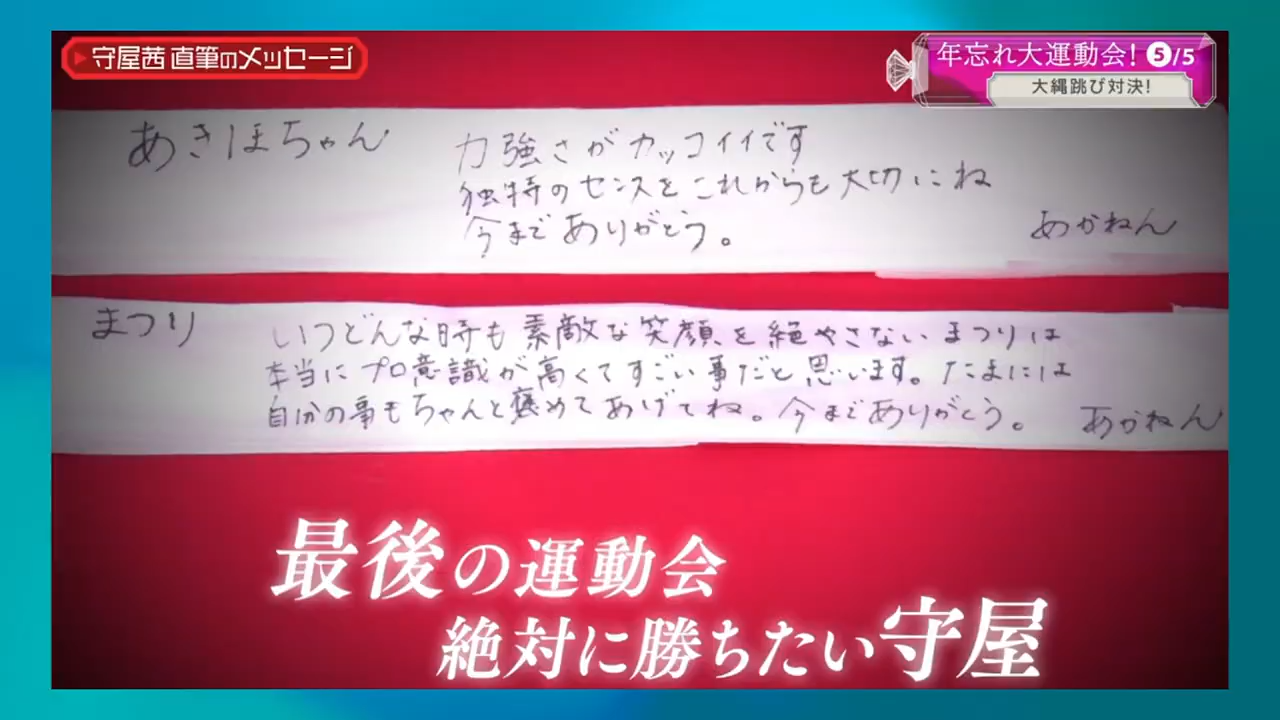 守屋茜 直筆のメッセージ
年忘れ大運動会! 5/5
大縄跳び対決!
あきほちゃん
力強さがカッコイイです
独特のセンスをこれからも大切にね
今までありがとう。
あかねん
まつり
いつどんな時も素敵な笑顔を絶やさないまつりは
本当にプロ意識が高くてすごい事だと思います。たまには
自分の事もちゃんと褒めてあげてね。今までありがとう。
あかねん
最後の運動会
絶対に勝ちたい守屋